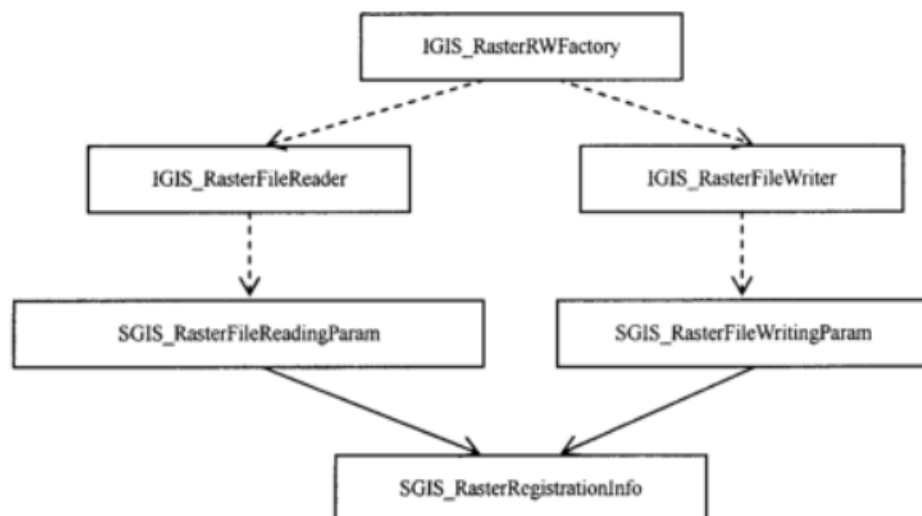 IGIS_RasterRWFactory
IGIS_RasterFileReader
IGIS_RasterFileWriter
SGIS_RasterFileReadingParam
SGIS_RasterFileWritingParam
SGIS_RasterRegistrationInfo